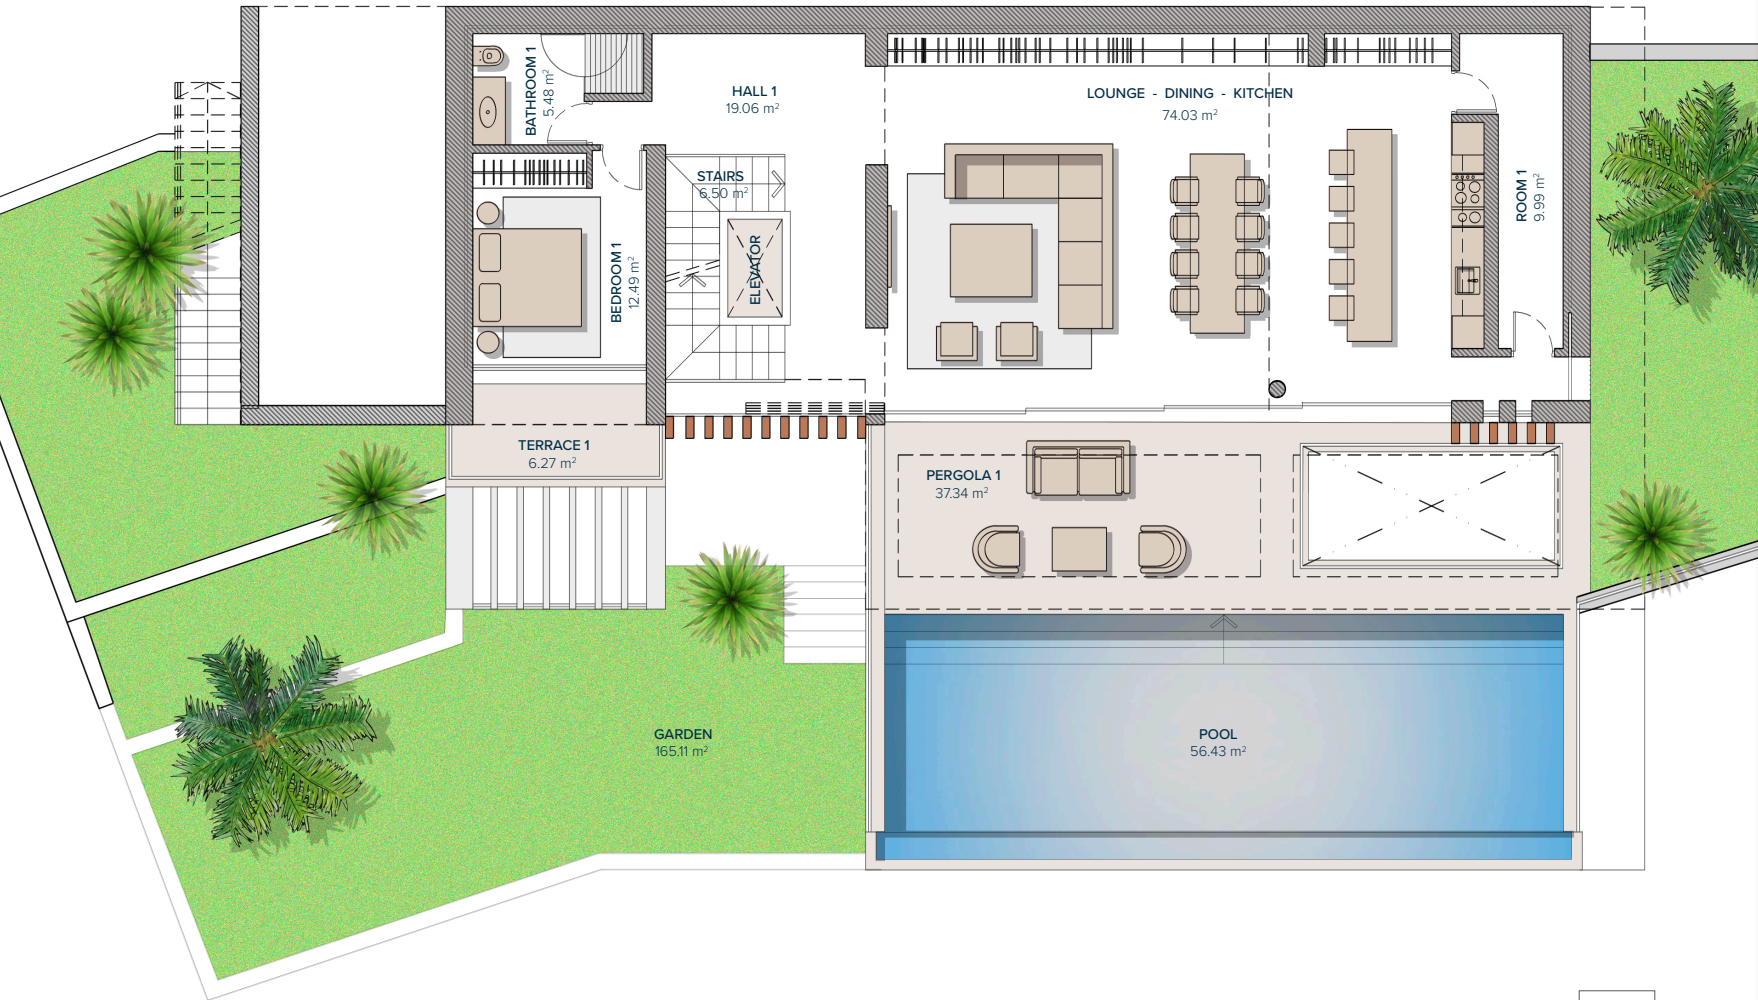 BATHROOM 1
5.48 m²
HALL 1
19.06 m²
LOUNGE - DINING - KITCHEN
74.03 m²
STAIRS
6.50 m²
ROOM 1
9.99 m²
ELEVATOR
BEDROOM 1
12.49 m²
TERRACE 1
6.27 m²
PERGOLA 1
37.34 m²
GARDEN
165.11 m²
POOL
56.43 m²